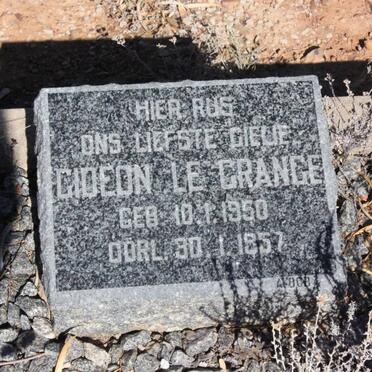 HIER RUS
ONS LIEFSTE GIELIE
GIDEON LE GRANGE
GEB. 10.1.1950
OORL. 30.1.1957